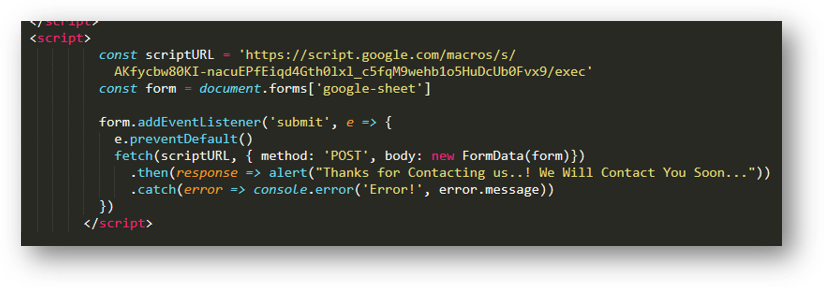 </script>
<script>
const scriptURL = 'https://script.google.com/macros/s/
AKfycbw80KI-nacuEPfEiqd4Gth0lxl_c5fqM9wehb1o5HuDcUb0Fvx9/exec'
const form = document.forms['google-sheet']
form.addEventListener('submit', e => {
e.preventDefault()
fetch(scriptURL, { method: 'POST', body: new FormData(form)})
.then(response => alert("Thanks for Contacting us..! We Will Contact You Soon..."))
.catch(error => console.error('Error!', error.message))
})
</script>